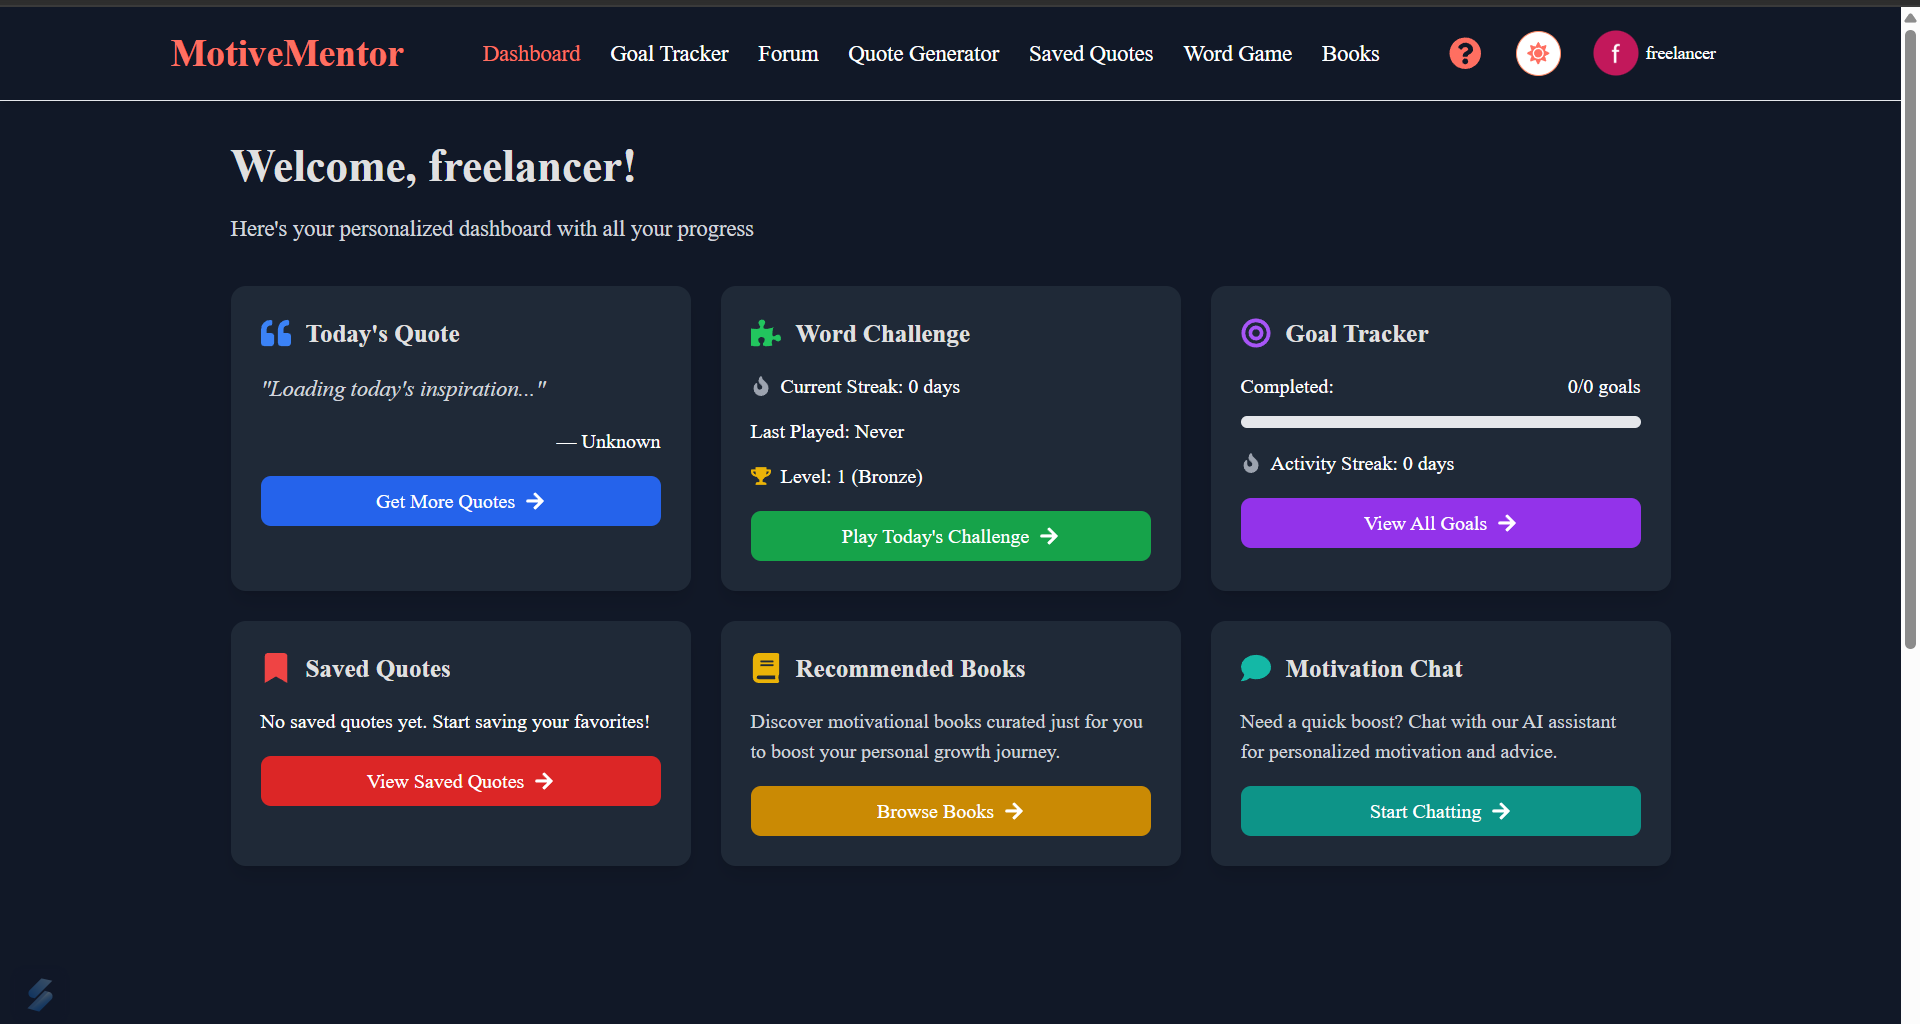 MotiveMentor
Dashboard
Goal Tracker
Forum
Quote Generator
Saved Quotes
Word Game
Books
?
f
freelancer
Welcome, freelancer!
Here's your personalized dashboard with all your progress
Today's Quote
"Loading today's inspiration..."
— Unknown
Get More Quotes
Word Challenge
Current Streak: 0 days
Last Played: Never
Level: 1 (Bronze)
Play Today's Challenge
Goal Tracker
Completed: 0/0 goals
Activity Streak: 0 days
View All Goals
Saved Quotes
No saved quotes yet. Start saving your favorites!
View Saved Quotes
Recommended Books
Discover motivational books curated just for you
to boost your personal growth journey.
Browse Books
Motivation Chat
Need a quick boost? Chat with our AI assistant
for personalized motivation and advice.
Start Chatting